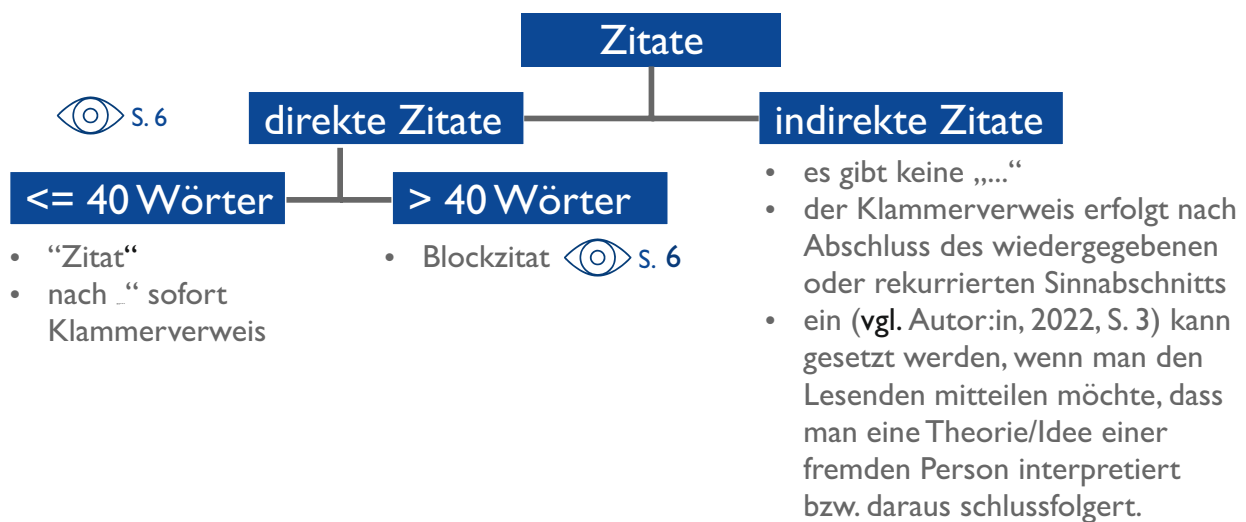 Zitate
S. 6
direkte Zitate
indirekte Zitate
<= 40 Wörter
> 40 Wörter
• “Zitat“
• nach _“ sofort
Klammerverweis
• Blockzitat S. 6
• es gibt keine „...“
• der Klammerverweis erfolgt nach
Abschluss des wiedergegebenen
oder rekurrierten Sinnabschnitts
• ein (vgl. Autor:in, 2022, S. 3) kann
gesetzt werden, wenn man den
Lesenden mitteilen möchte, dass
man eine Theorie/Idee einer
fremden Person interpretiert
bzw. daraus schlussfolgert.